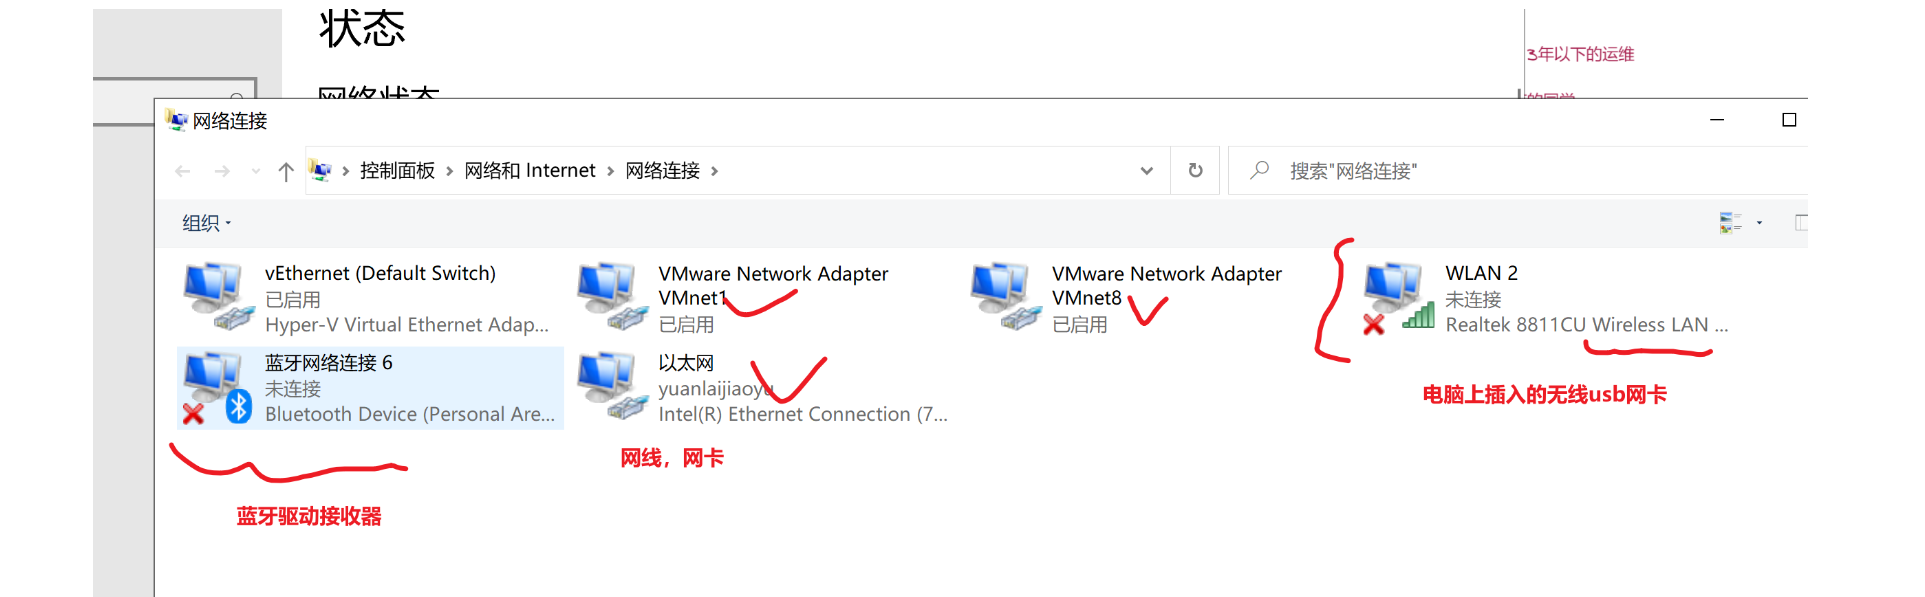 状态
网络状态
3年以下的运维
的同学
网络连接
控制面板 > 网络和 Internet > 网络连接 >
搜索"网络连接"
组织
vEthernet (Default Switch)
已启用
Hyper-V Virtual Ethernet Adap...
VMware Network Adapter
VMnet1
已启用
VMware Network Adapter
VMnet8
已启用
WLAN 2
未连接
Realtek 8811CU Wireless LAN ...
蓝牙网络连接 6
未连接
Bluetooth Device (Personal Are...
以太网
yuanlaijiaoyu
Intel(R) Ethernet Connection (7...
电脑上插入的无线usb网卡
网线，网卡
蓝牙驱动接收器